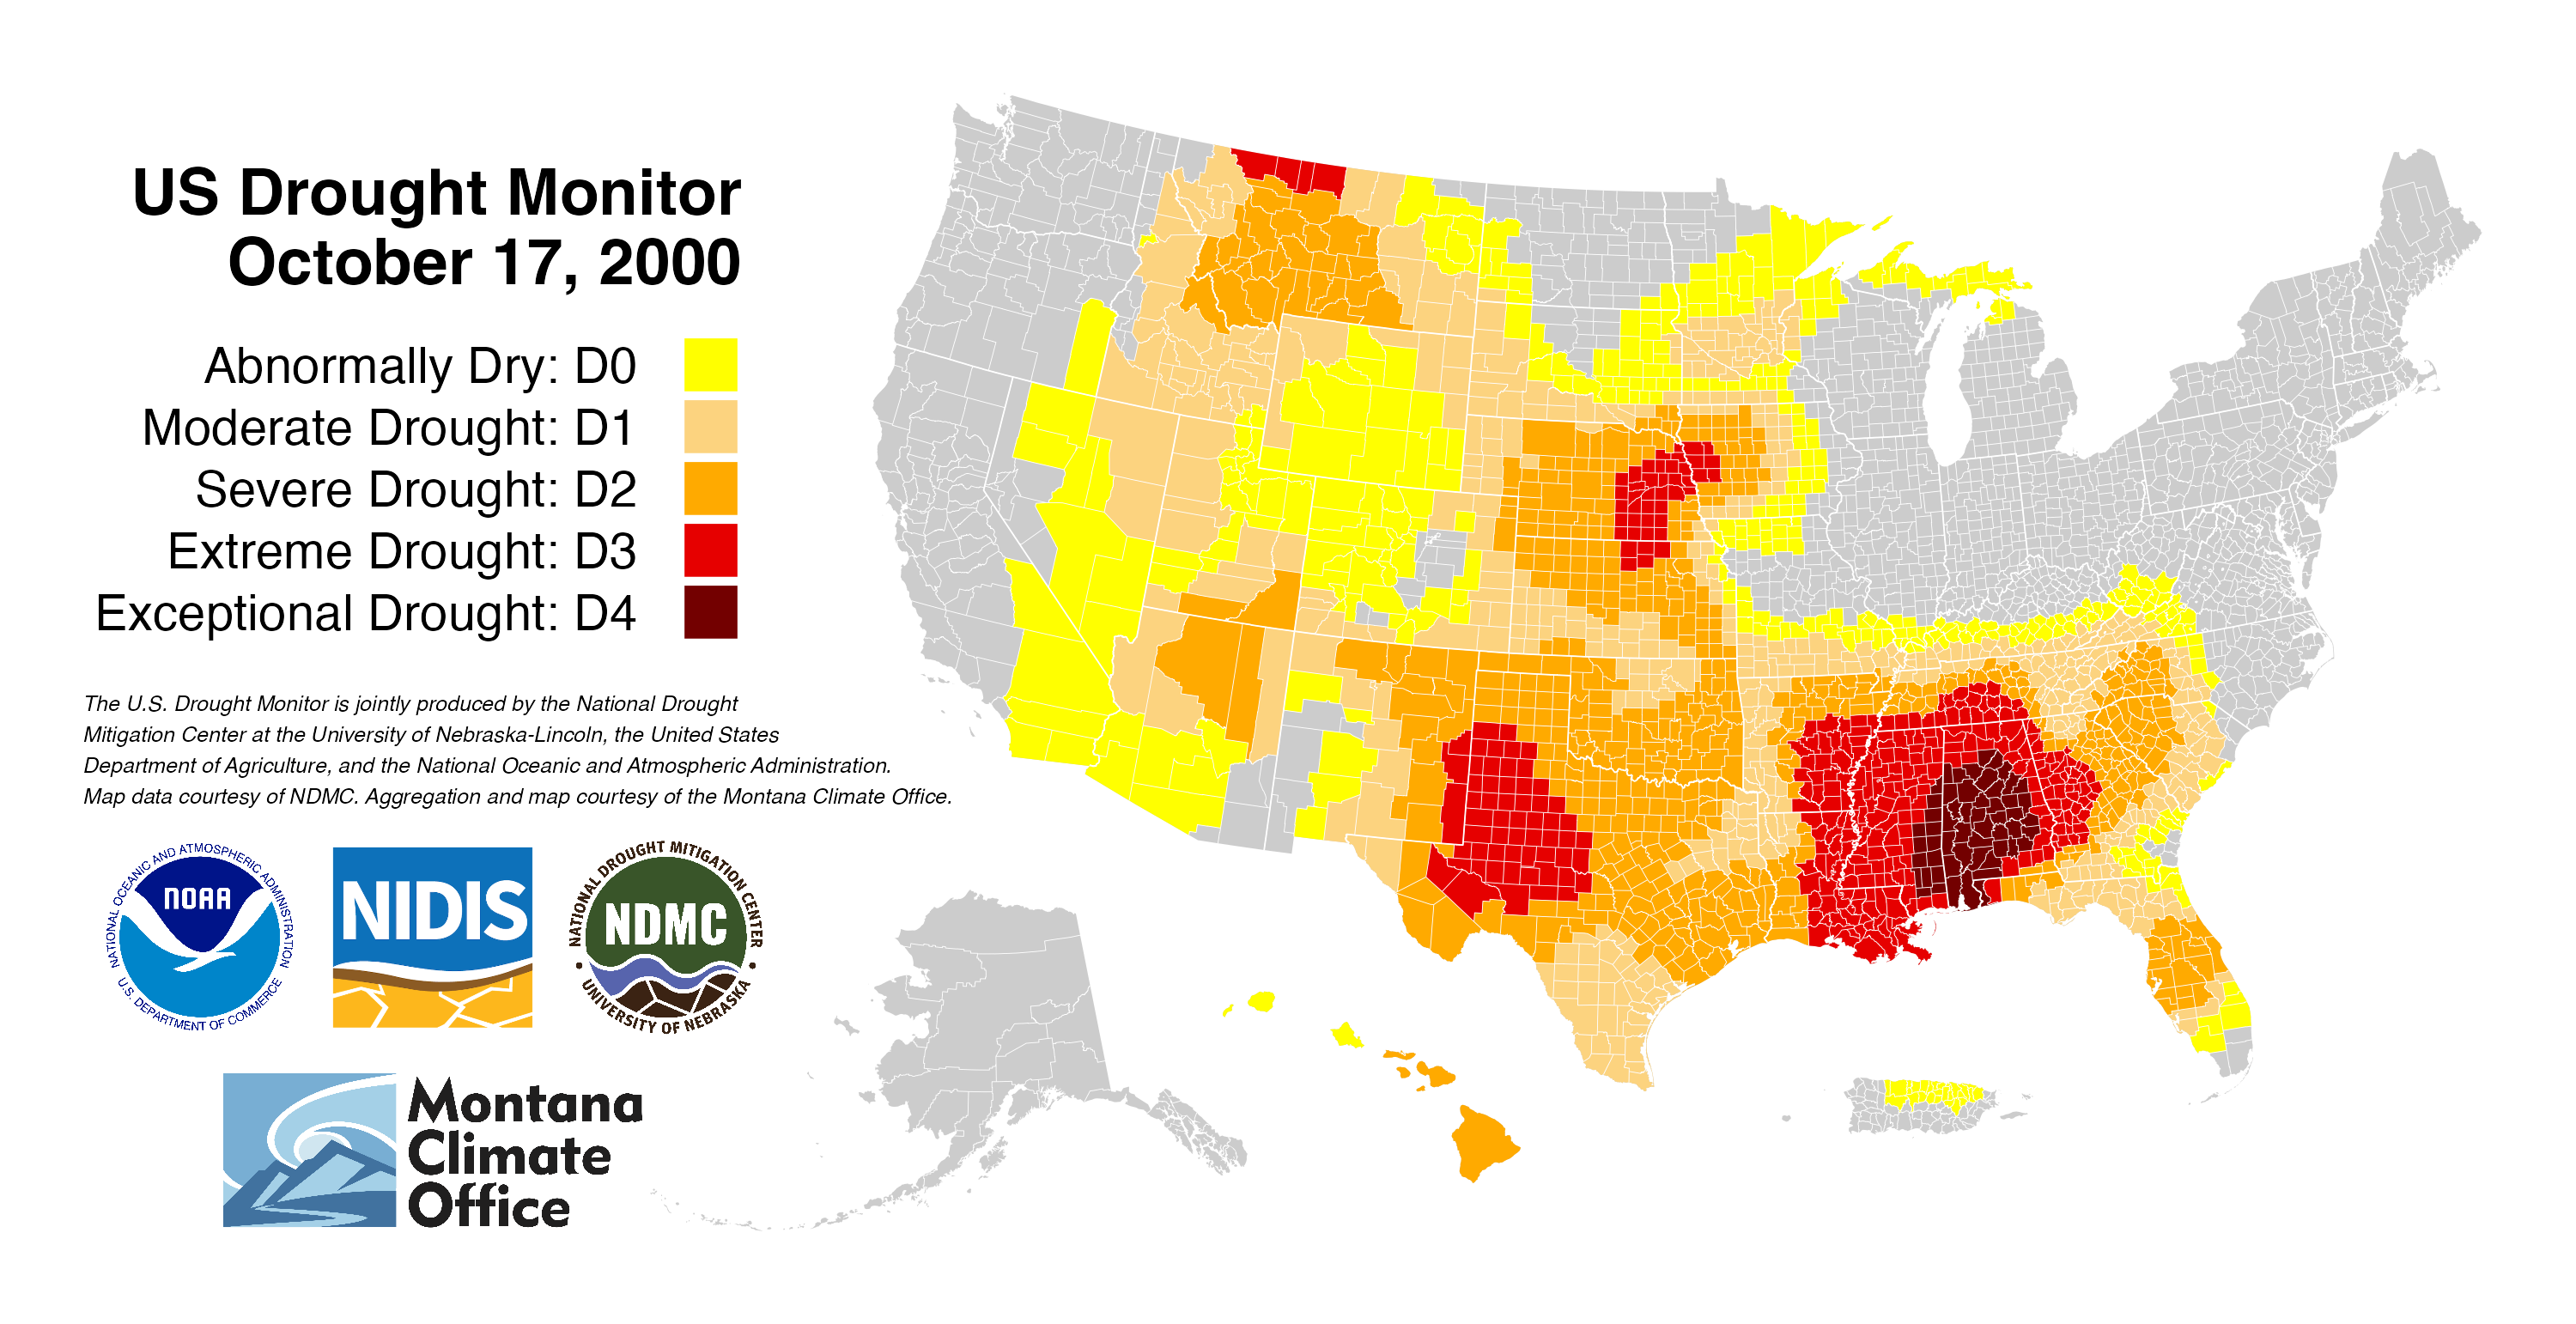 US Drought Monitor
October 17, 2000
Abnormally Dry: D0
Moderate Drought: D1
Severe Drought: D2
Extreme Drought: D3
Exceptional Drought: D4
The U.S. Drought Monitor is jointly produced by the National Drought
Mitigation Center at the University of Nebraska-Lincoln, the United States
Department of Agriculture, and the National Oceanic and Atmospheric Administration.
Map data courtesy of NDMC. Aggregation and map courtesy of the Montana Climate Office.
NATIONAL OCEANIC AND ATMOSPHERIC ADMINISTRATION
NOAA
U.S. DEPARTMENT OF COMMERCE
NIDIS
NATIONAL DROUGHT MITIGATION CENTER
NDMC
UNIVERSITY OF NEBRASKA
Montana
Climate
Office